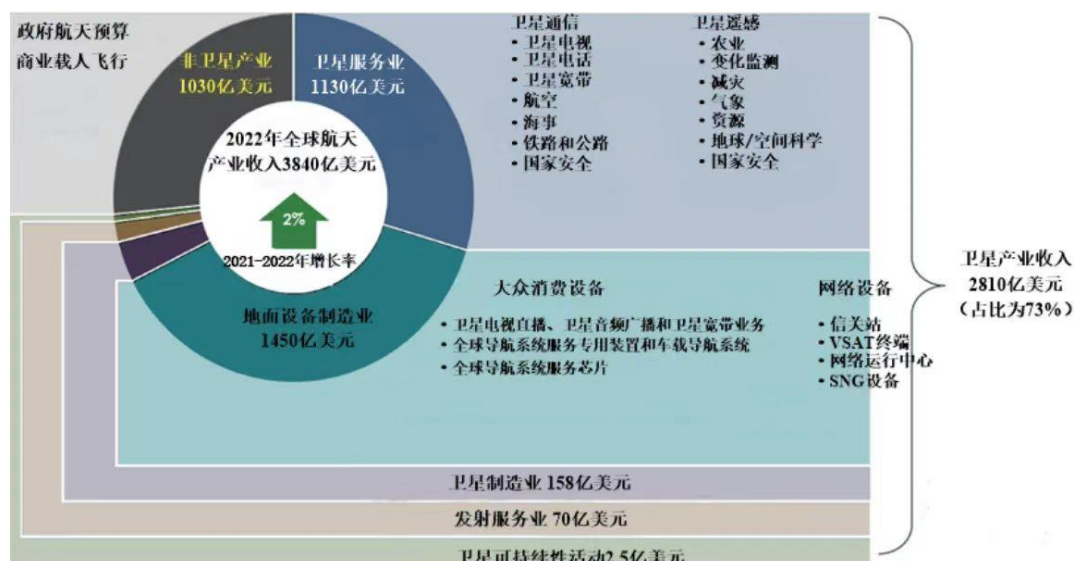 政府航天预算
商业载人飞行
非卫星产业
1030亿美元
卫星服务业
1130亿美元
2022年全球航天
产业收入3840亿美元
2%
2021-2022年增长率
地面设备制造业
1450亿美元
卫星通信
• 卫星电视
• 卫星电话
• 卫星宽带
• 航空
• 海事
• 铁路和公路
• 国家安全
卫星遥感
• 农业
• 变化监测
• 减灾
• 气象
• 资源
• 地球/空间科学
• 国家安全
大众消费设备
• 卫星电视直播、卫星音频广播和卫星宽带业务
• 全球导航系统服务专用装置和车载导航系统
• 全球导航系统服务芯片
网络设备
• 信关站
• VSAT终端
• 网络运行中心
• SNG设备
卫星制造业 158亿美元
发射服务业 70亿美元
卫星可持续性活动2.5亿美元
卫星产业收入
2810亿美元
（占比为73%）